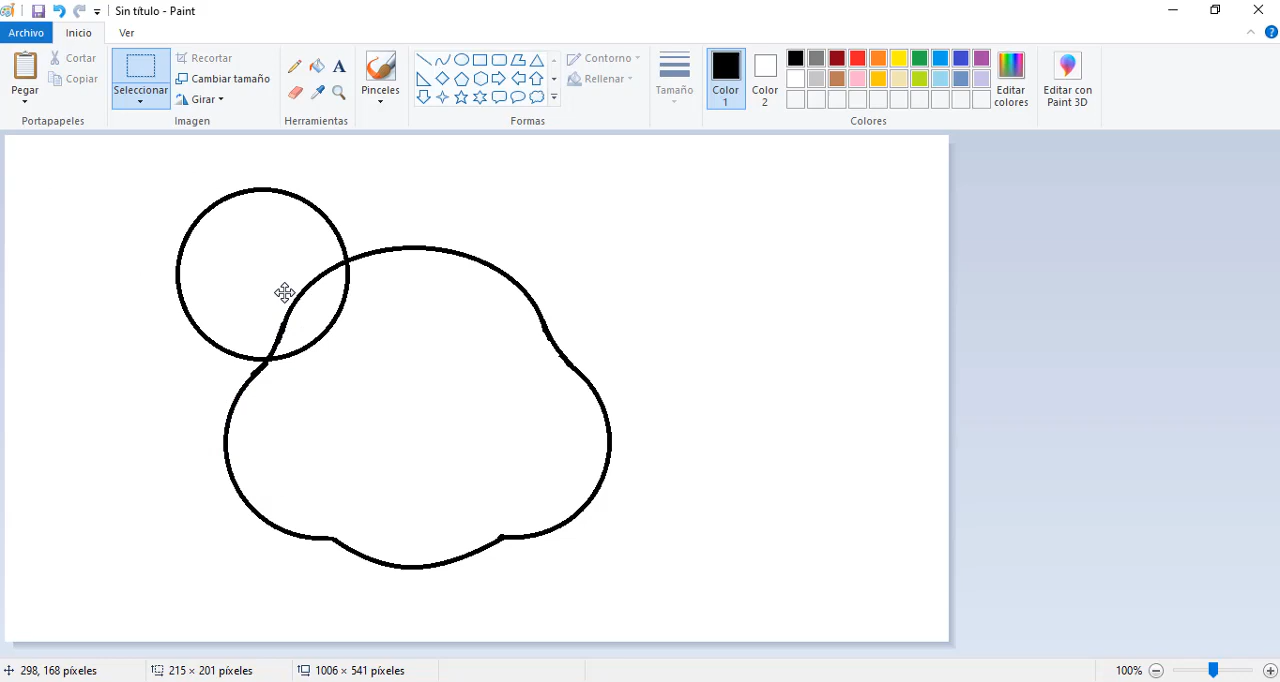 Sin título - Paint
Archivo Inicio Ver
Pegar
Cortar
Copiar
Portapapeles
Seleccionar
Recortar
Cambiar tamaño
Girar
Imagen
A
Herramientas
Pinceles
Contorno
Rellenar
Formas
Tamaño
Color
1
Color
2
Editar
colores
Colores
Editar con
Paint 3D
298, 168 píxeles 215 × 201 píxeles 1006 × 541 píxeles 100%